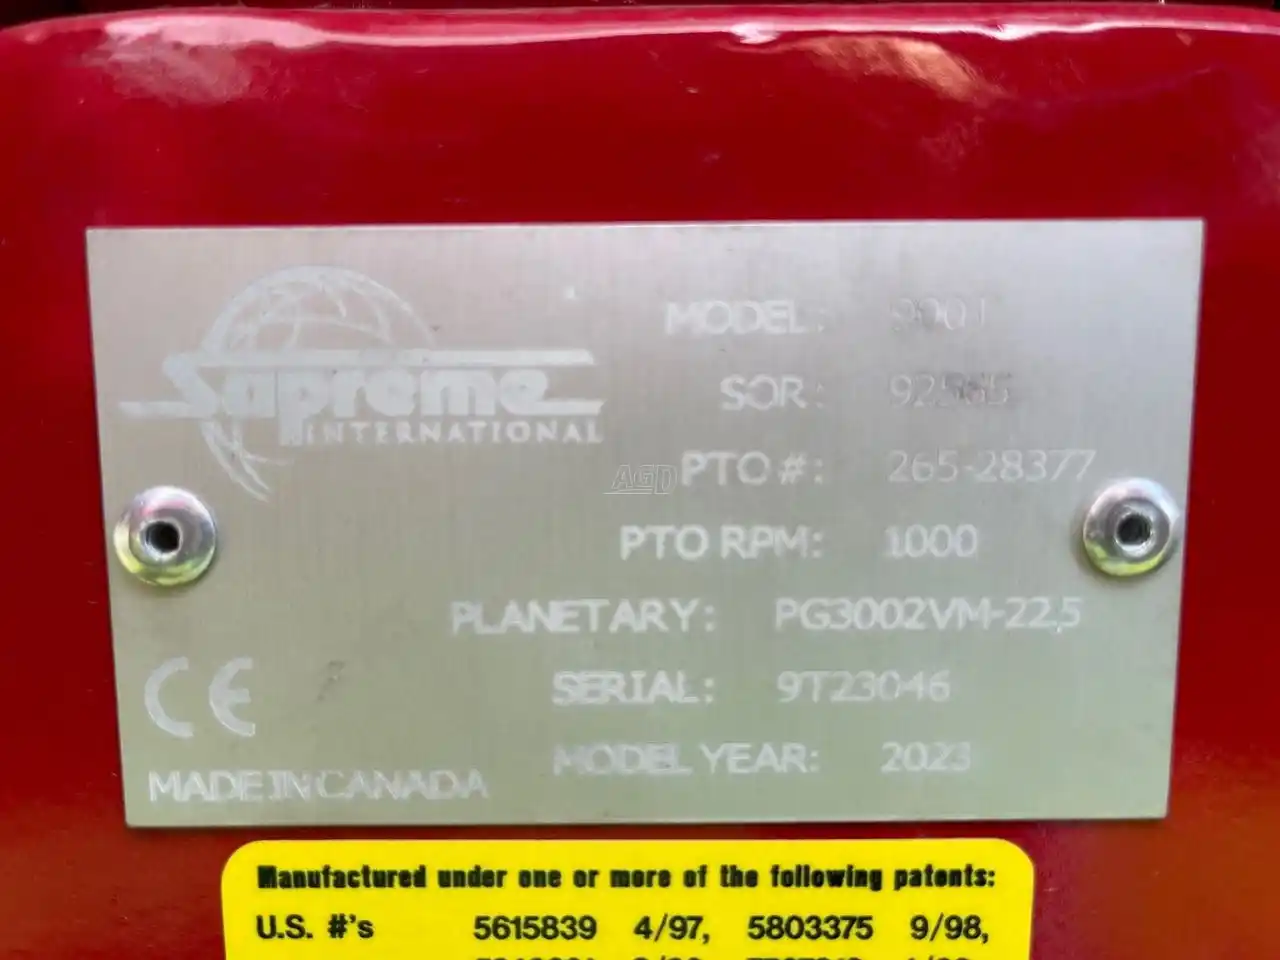 Supreme
INTERNATIONAL
MODEL:
SOR:
AGD
PTO #: 265-28377
PTO RPM: 1000
PLANETARY: PG3002VM-22.5
SERIAL: 9T23046
MODEL YEAR: 2023
CE
MADE IN CANADA
Manufactured under one or more of the following patents:
U.S. #'s 5615839 4/97, 5803375 9/98,